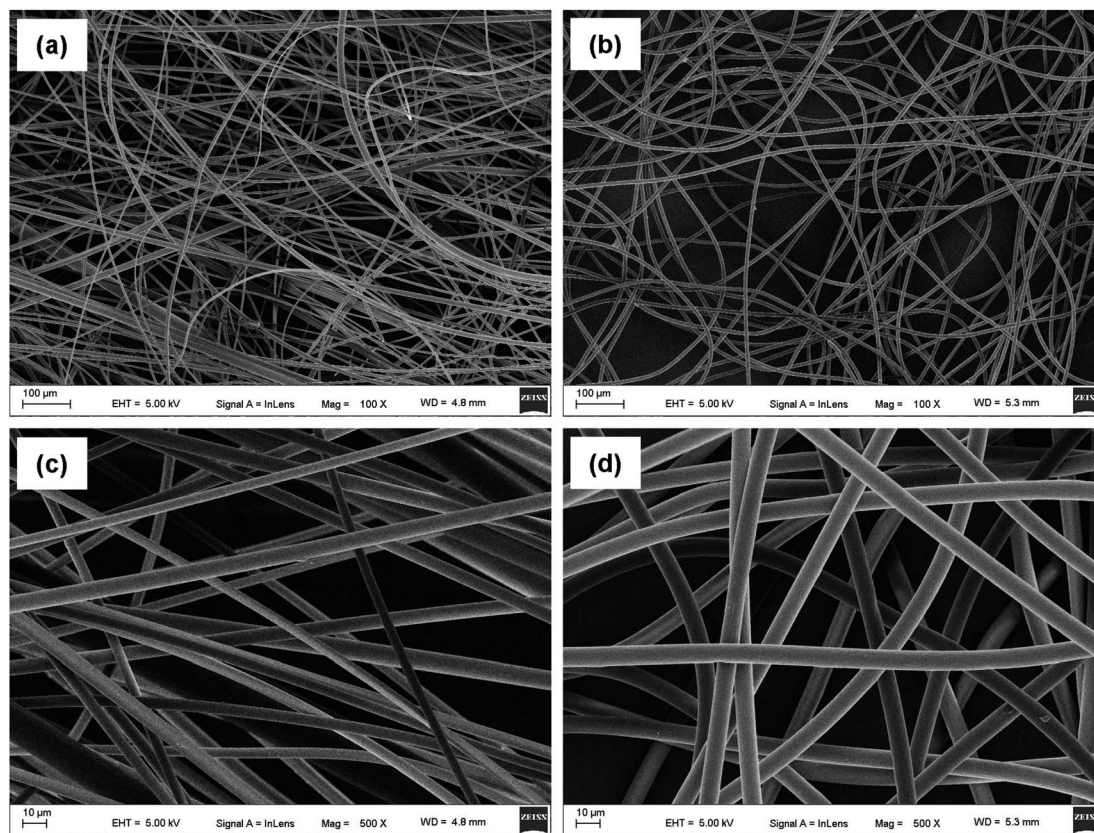 (a)
100 µm EHT = 5.00 kV Signal A = InLens Mag = 100 X WD = 4.8 mm ZEISS
(b)
100 µm EHT = 5.00 kV Signal A = InLens Mag = 100 X WD = 5.3 mm ZEISS
(c)
10 µm EHT = 5.00 kV Signal A = InLens Mag = 500 X WD = 4.8 mm ZEISS
(d)
10 µm EHT = 5.00 kV Signal A = InLens Mag = 500 X WD = 5.3 mm ZEISS